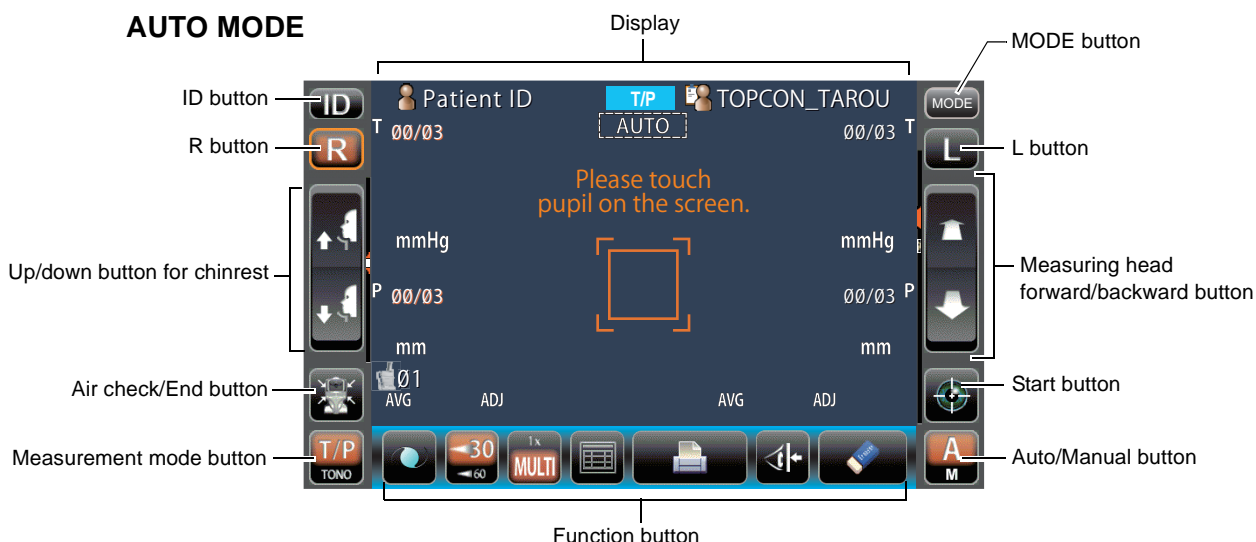 AUTO MODE
Display
MODE button
ID button
ID
Patient ID
T/P
TOPCON_TAROU
MODE
R button
R
T
00/03
AUTO
00/03
T
L
L button
Please touch
pupil on the screen.
mmHg
mmHg
Up/down button for chinrest
Measuring head
forward/backward button
P
00/03
00/03
P
mm
mm
01
Air check/End button
Start button
AVG
ADJ
AVG
ADJ
Measurement mode button
T/P
TONO
30
60
1x
MULTI
A
M
Auto/Manual button
Function button